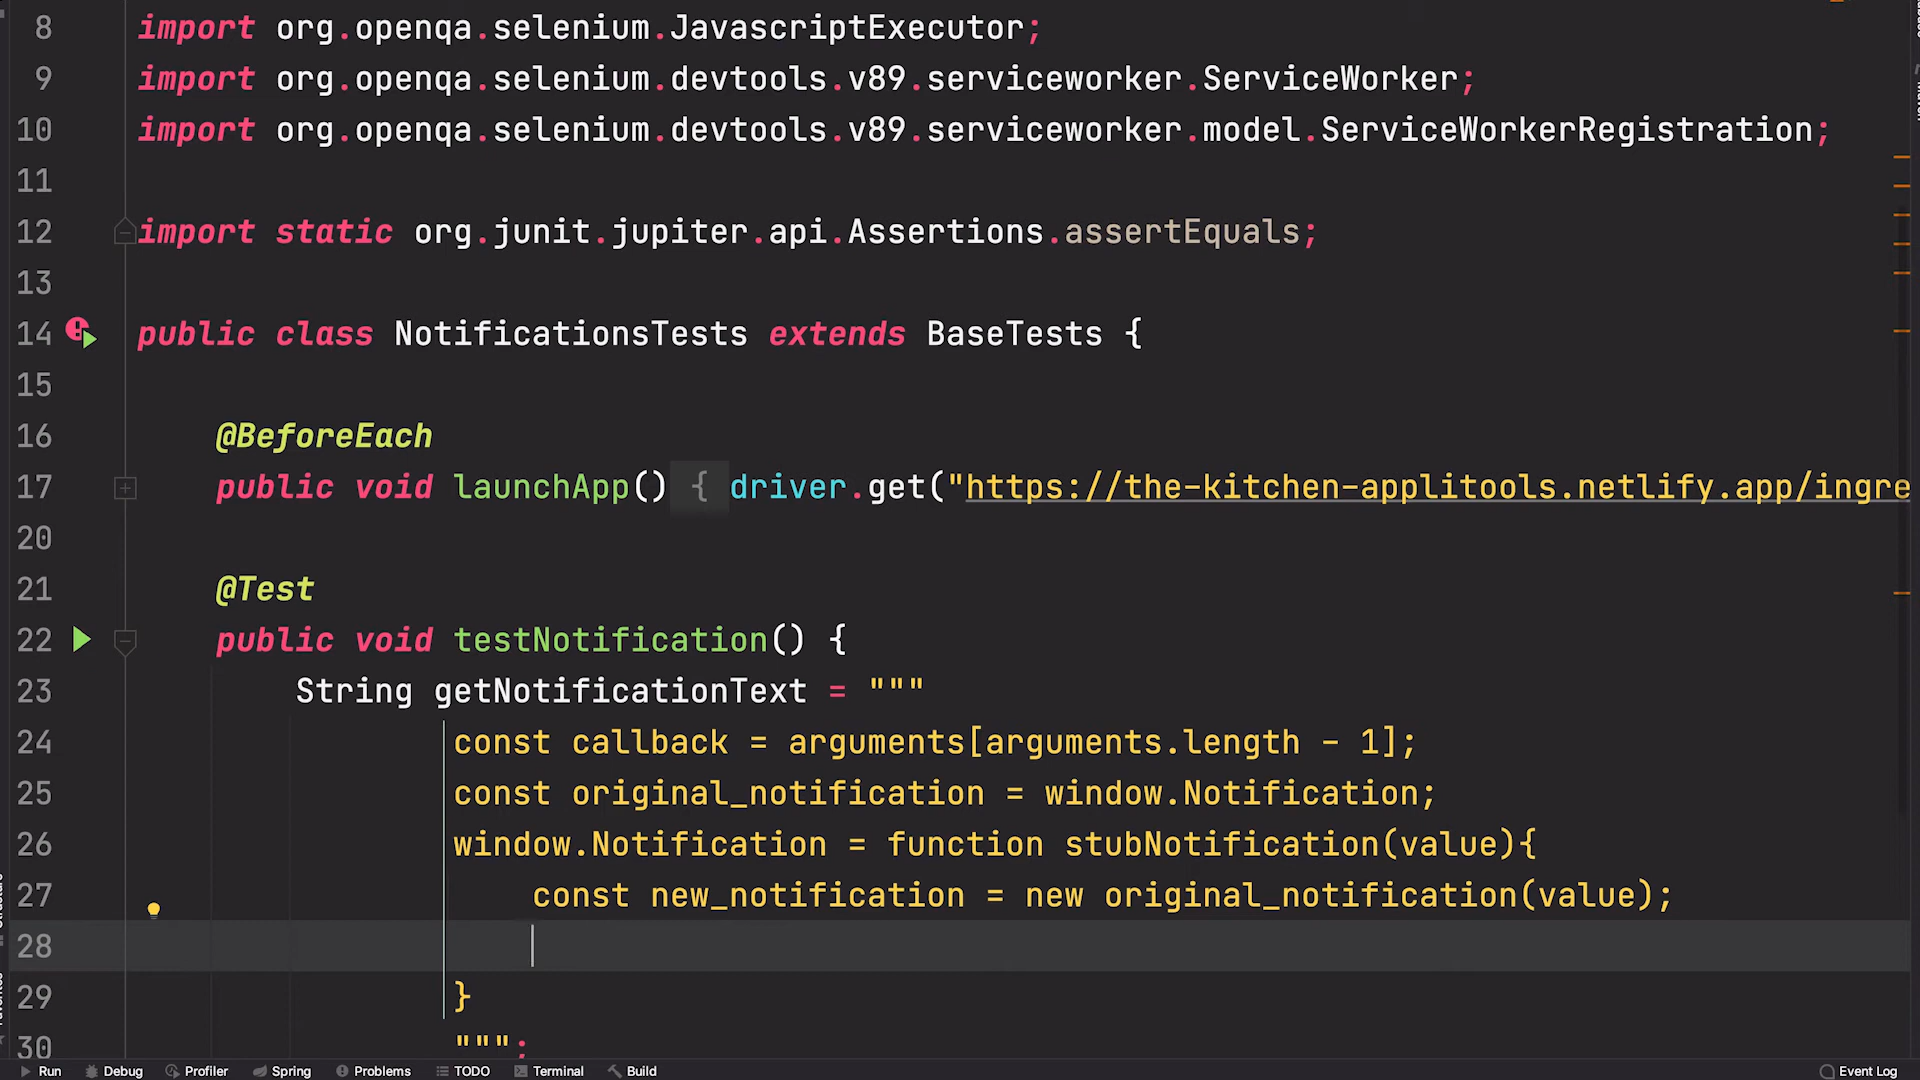 8 import org.openqa.selenium.JavascriptExecutor;
9 import org.openqa.selenium.devtools.v89.serviceworker.ServiceWorker;
10 import org.openqa.selenium.devtools.v89.serviceworker.model.ServiceWorkerRegistration;
11
12 import static org.junit.jupiter.api.Assertions.assertEquals;
13
14 public class NotificationsTests extends BaseTests {
15
16 @BeforeEach
17 public void launchApp() { driver.get("https://the-kitchen-applitools.netlify.app/ingre
20
21 @Test
22 public void testNotification() {
23 String getNotificationText = """
24 const callback = arguments[arguments.length - 1];
25 const original_notification = window.Notification;
26 window.Notification = function stubNotification(value){
27 const new_notification = new original_notification(value);
28
29 }
30 """;
Run Debug Profiler Spring Problems TODO Terminal Build Event Log